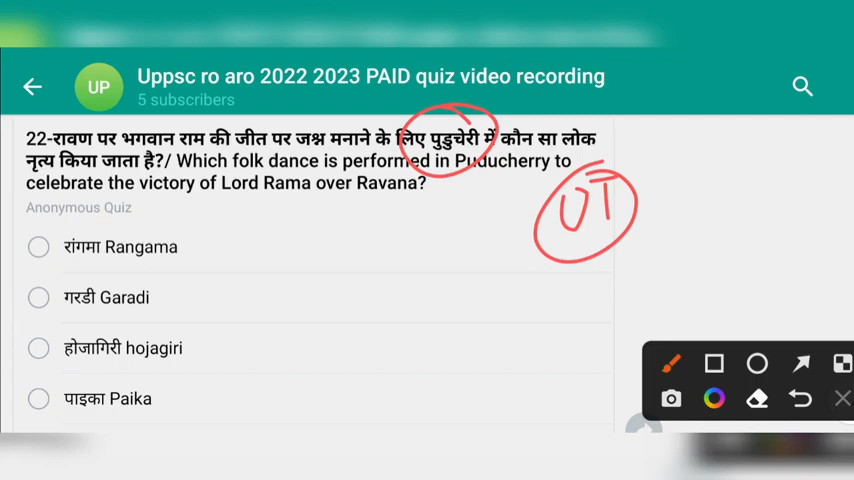 UP
Uppsc ro aro 2022 2023 PAID quiz video recording
5 subscribers
22-रावण पर भगवान राम की जीत पर जश्न मनाने के लिए पुडुचेरी में कौन सा लोक
नृत्य किया जाता है?/ Which folk dance is performed in Puducherry to
celebrate the victory of Lord Rama over Ravana?
Anonymous Quiz
UT
रांगमा Rangama
गरडी Garadi
होजागिरी hojagiri
पाइका Paika